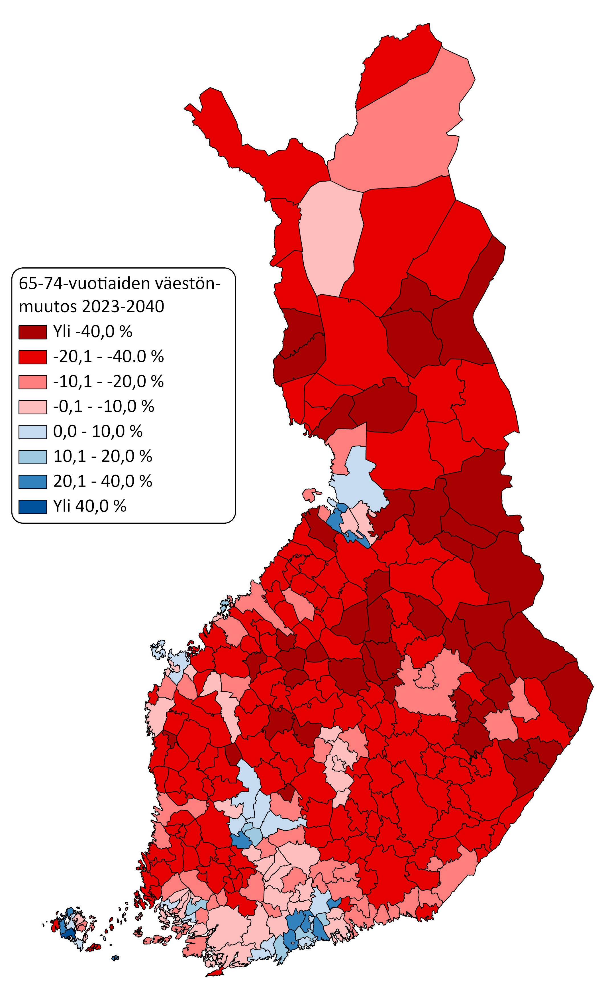 65-74-vuotiaiden väestön-
muutos 2023-2040
Yli -40,0 %
-20,1 - -40.0 %
-10,1 - -20,0 %
-0,1 - -10,0 %
0,0 - 10,0 %
10,1 - 20,0 %
20,1 - 40,0 %
Yli 40,0 %